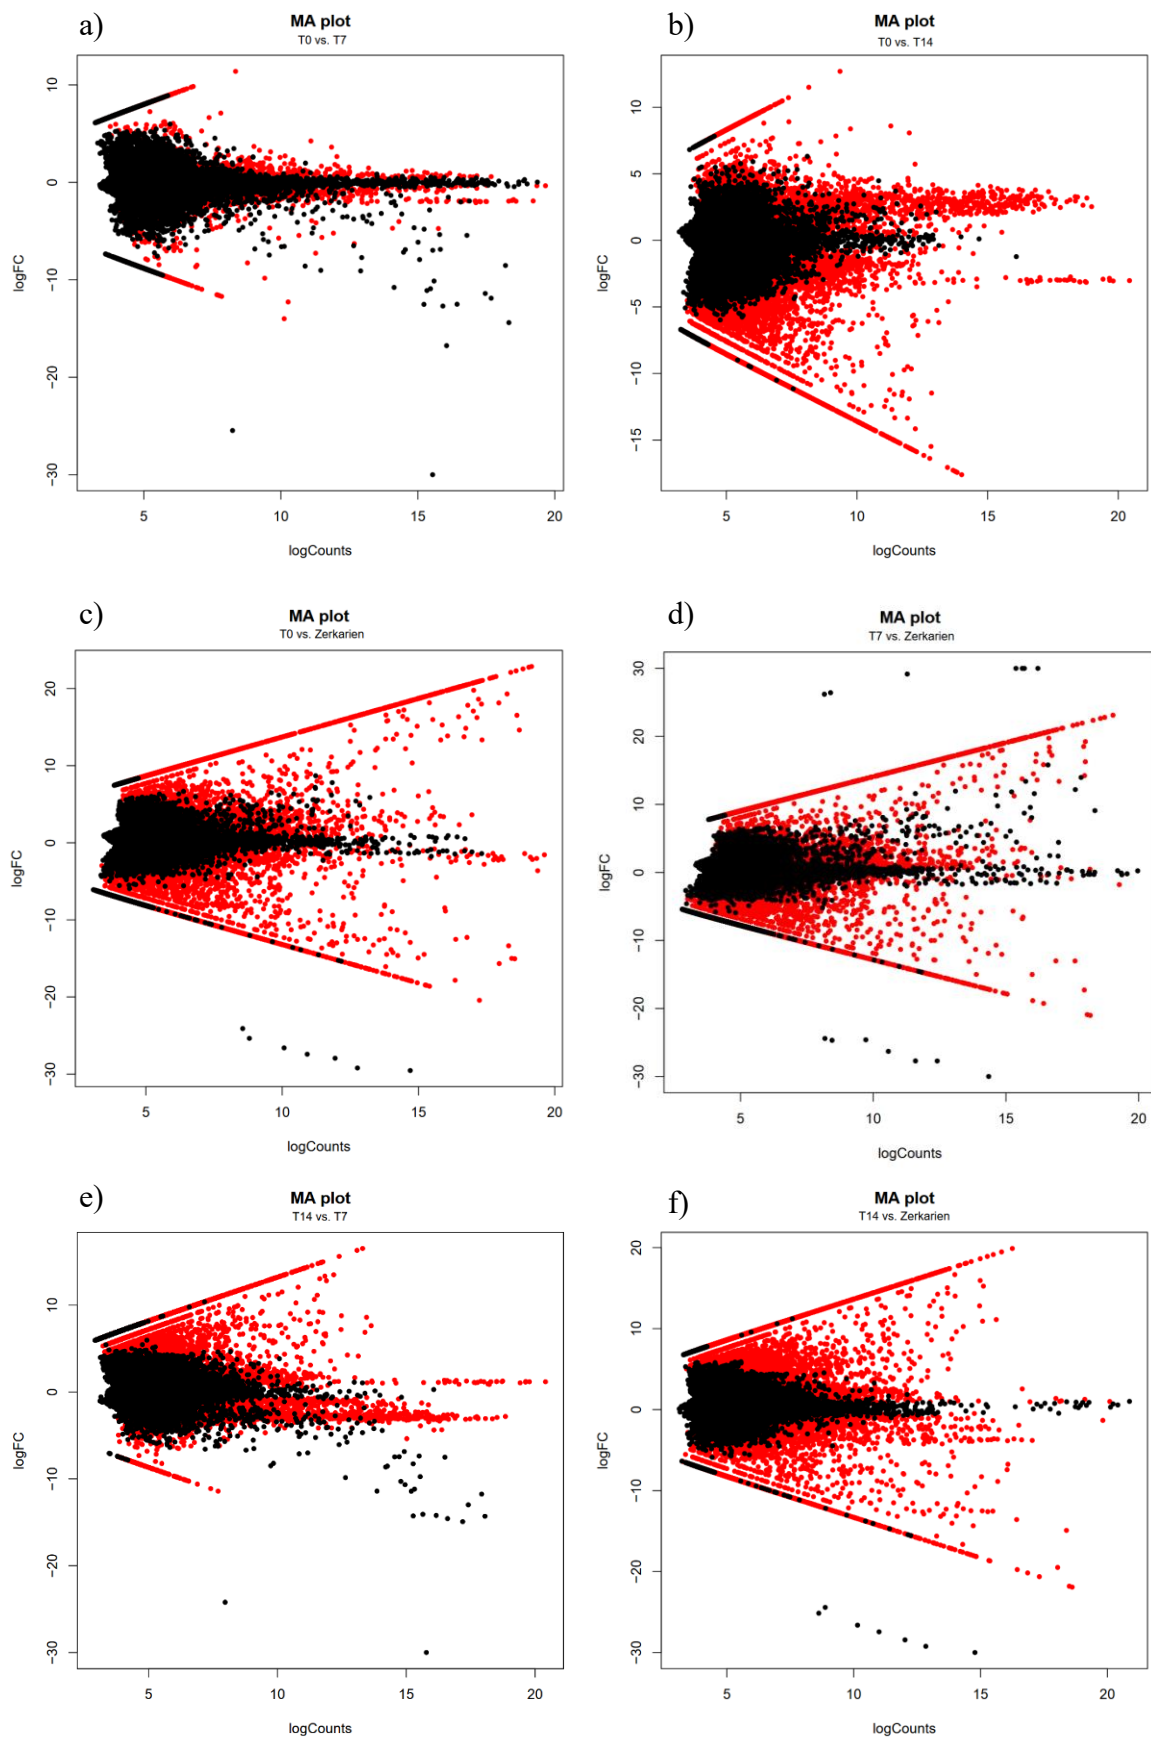 a)
MA plot
T0 vs. T7
logFC
10
0
−10
−20
−30
5
10
15
20
logCounts
b)
MA plot
T0 vs. T14
logFC
10
5
0
−5
−10
−15
5
10
15
20
logCounts
c)
MA plot
T0 vs. Zerkarien
logFC
20
10
0
−10
−20
−30
5
10
15
20
logCounts
d)
MA plot
T7 vs. Zerkarien
logFC
30
20
10
0
−10
−20
−30
5
10
15
20
logCounts
e)
MA plot
T14 vs. T7
logFC
10
0
−10
−20
−30
5
10
15
20
logCounts
f)
MA plot
T14 vs. Zerkarien
logFC
20
10
0
−10
−20
−30
5
10
15
20
logCounts